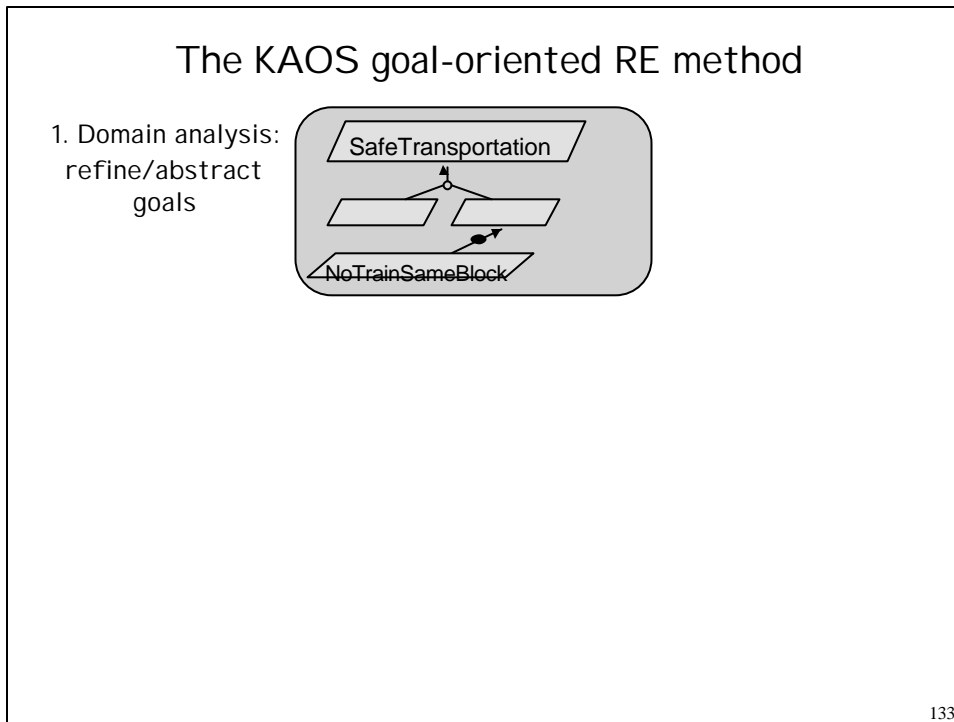 The KAOS goal-oriented RE method
1. Domain analysis:
refine/abstract
goals
SafeTransportation
NoTrainSameBlock
133